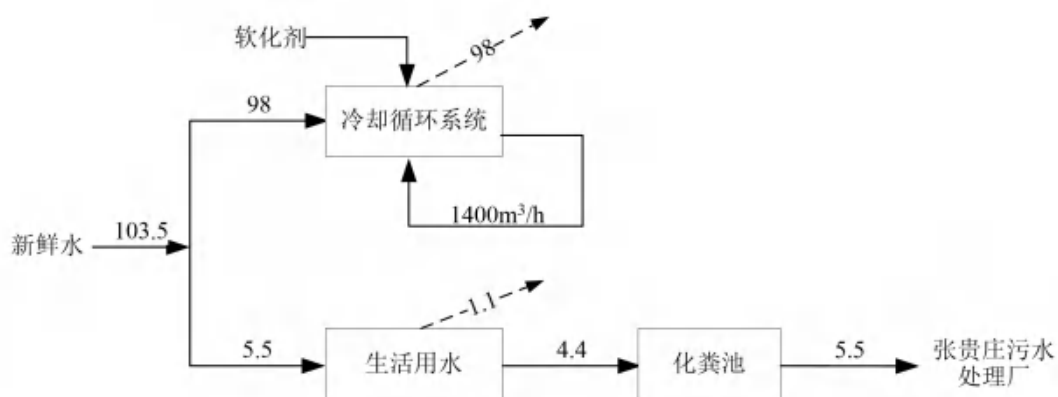 软化剂
98
98
冷却循环系统
1400m³/h
新鲜水
103.5
1.1
5.5
生活用水
4.4
化粪池
5.5
张贵庄污水
处理厂